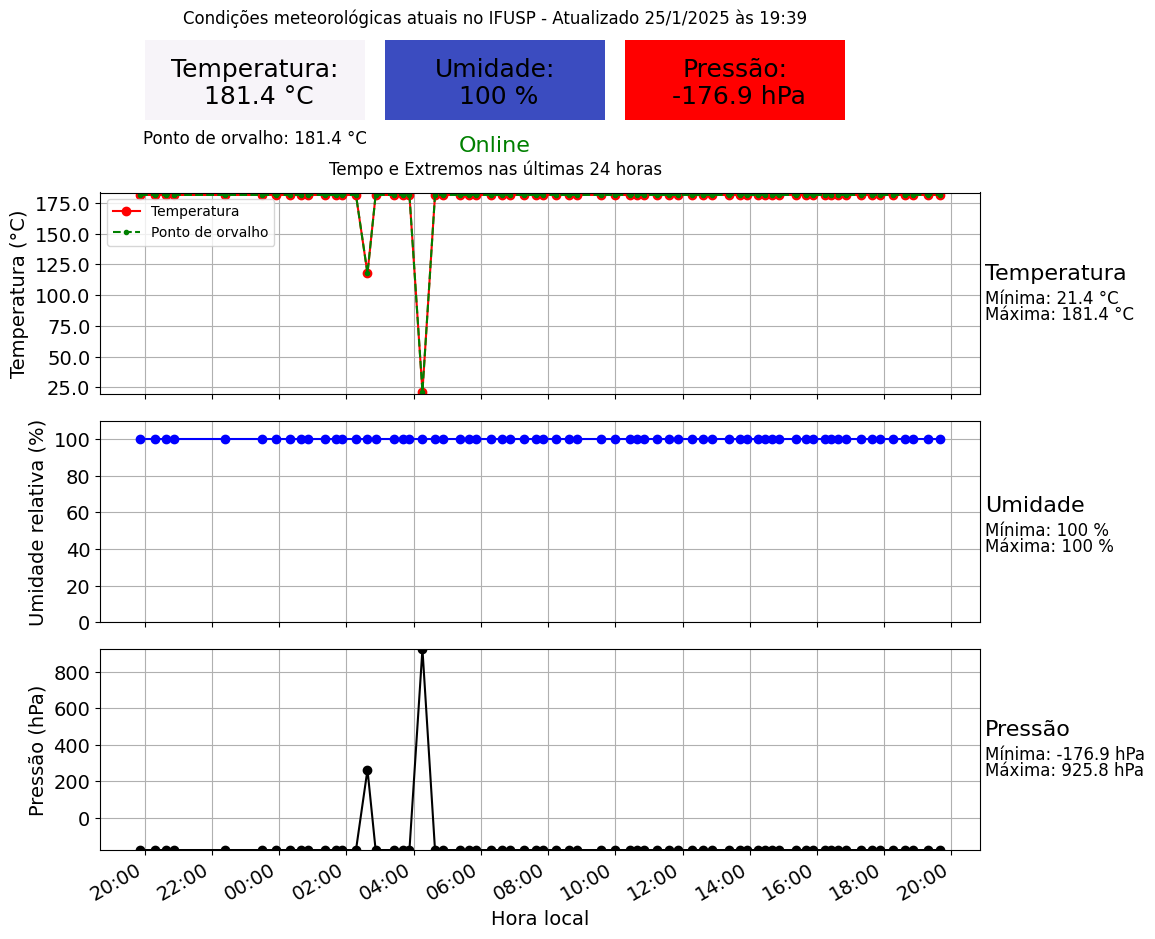 Condições meteorológicas atuais no IFUSP - Atualizado 25/1/2025 às 19:39
Temperatura:
181.4 °C
Umidade:
100 %
Pressão:
-176.9 hPa
Ponto de orvalho: 181.4 °C
Online
Tempo e Extremos nas últimas 24 horas
Temperatura (°C)
175.0
150.0
125.0
100.0
75.0
50.0
25.0
Temperatura
Ponto de orvalho
Temperatura
Mínima: 21.4 °C
Máxima: 181.4 °C
Umidade relativa (%)
100
80
60
40
20
0
Umidade
Mínima: 100 %
Máxima: 100 %
Pressão (hPa)
800
600
400
200
0
Pressão
Mínima: -176.9 hPa
Máxima: 925.8 hPa
20:00
22:00
00:00
02:00
04:00
06:00
08:00
10:00
12:00
14:00
16:00
18:00
20:00
Hora local